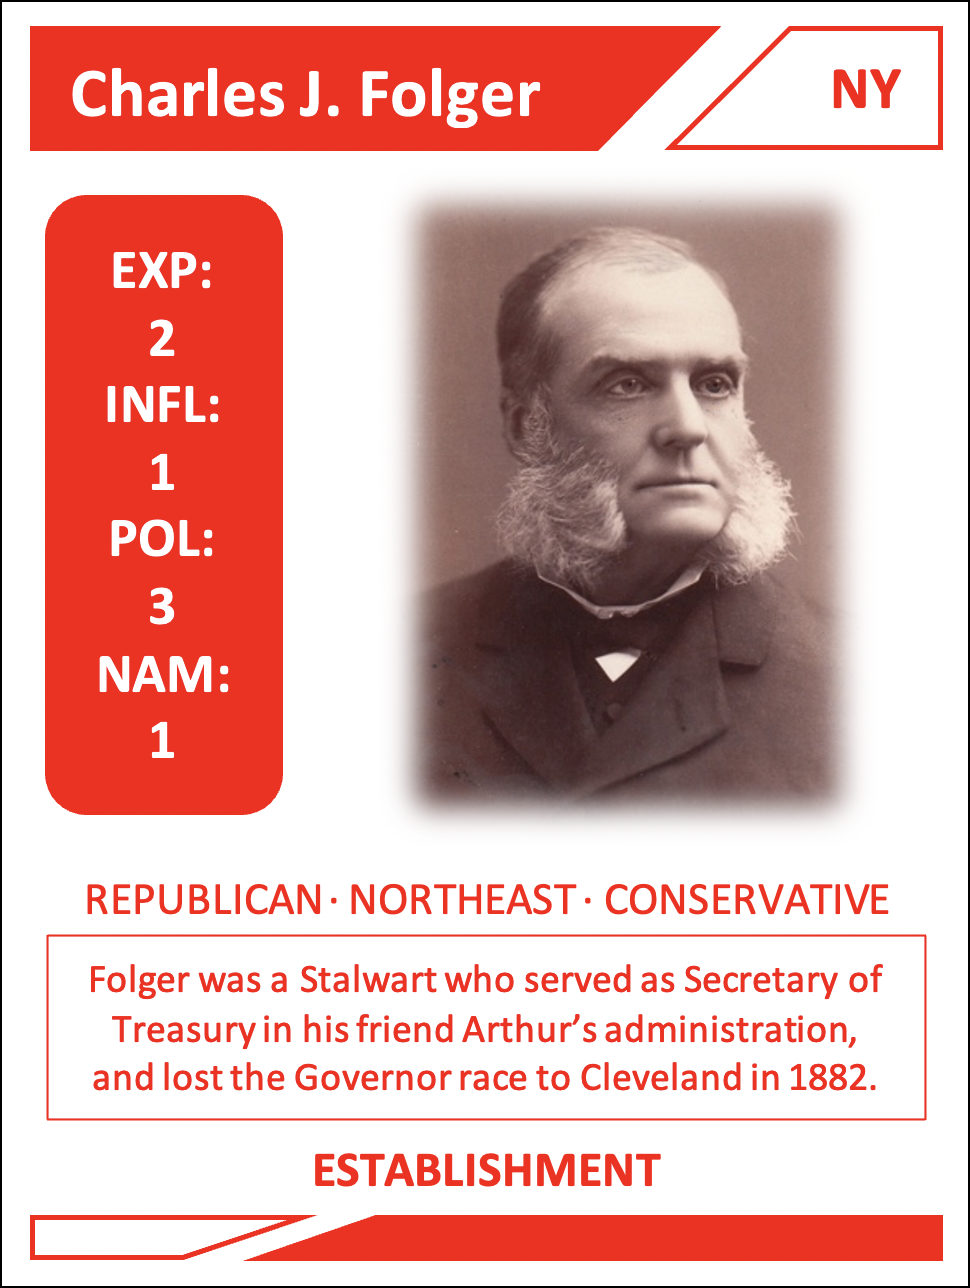 Charles J. Folger
NY
EXP:
2
INFL:
1
POL:
3
NAM:
1
REPUBLICAN · NORTHEAST · CONSERVATIVE
Folger was a Stalwart who served as Secretary of
Treasury in his friend Arthur’s administration,
and lost the Governor race to Cleveland in 1882.
ESTABLISHMENT